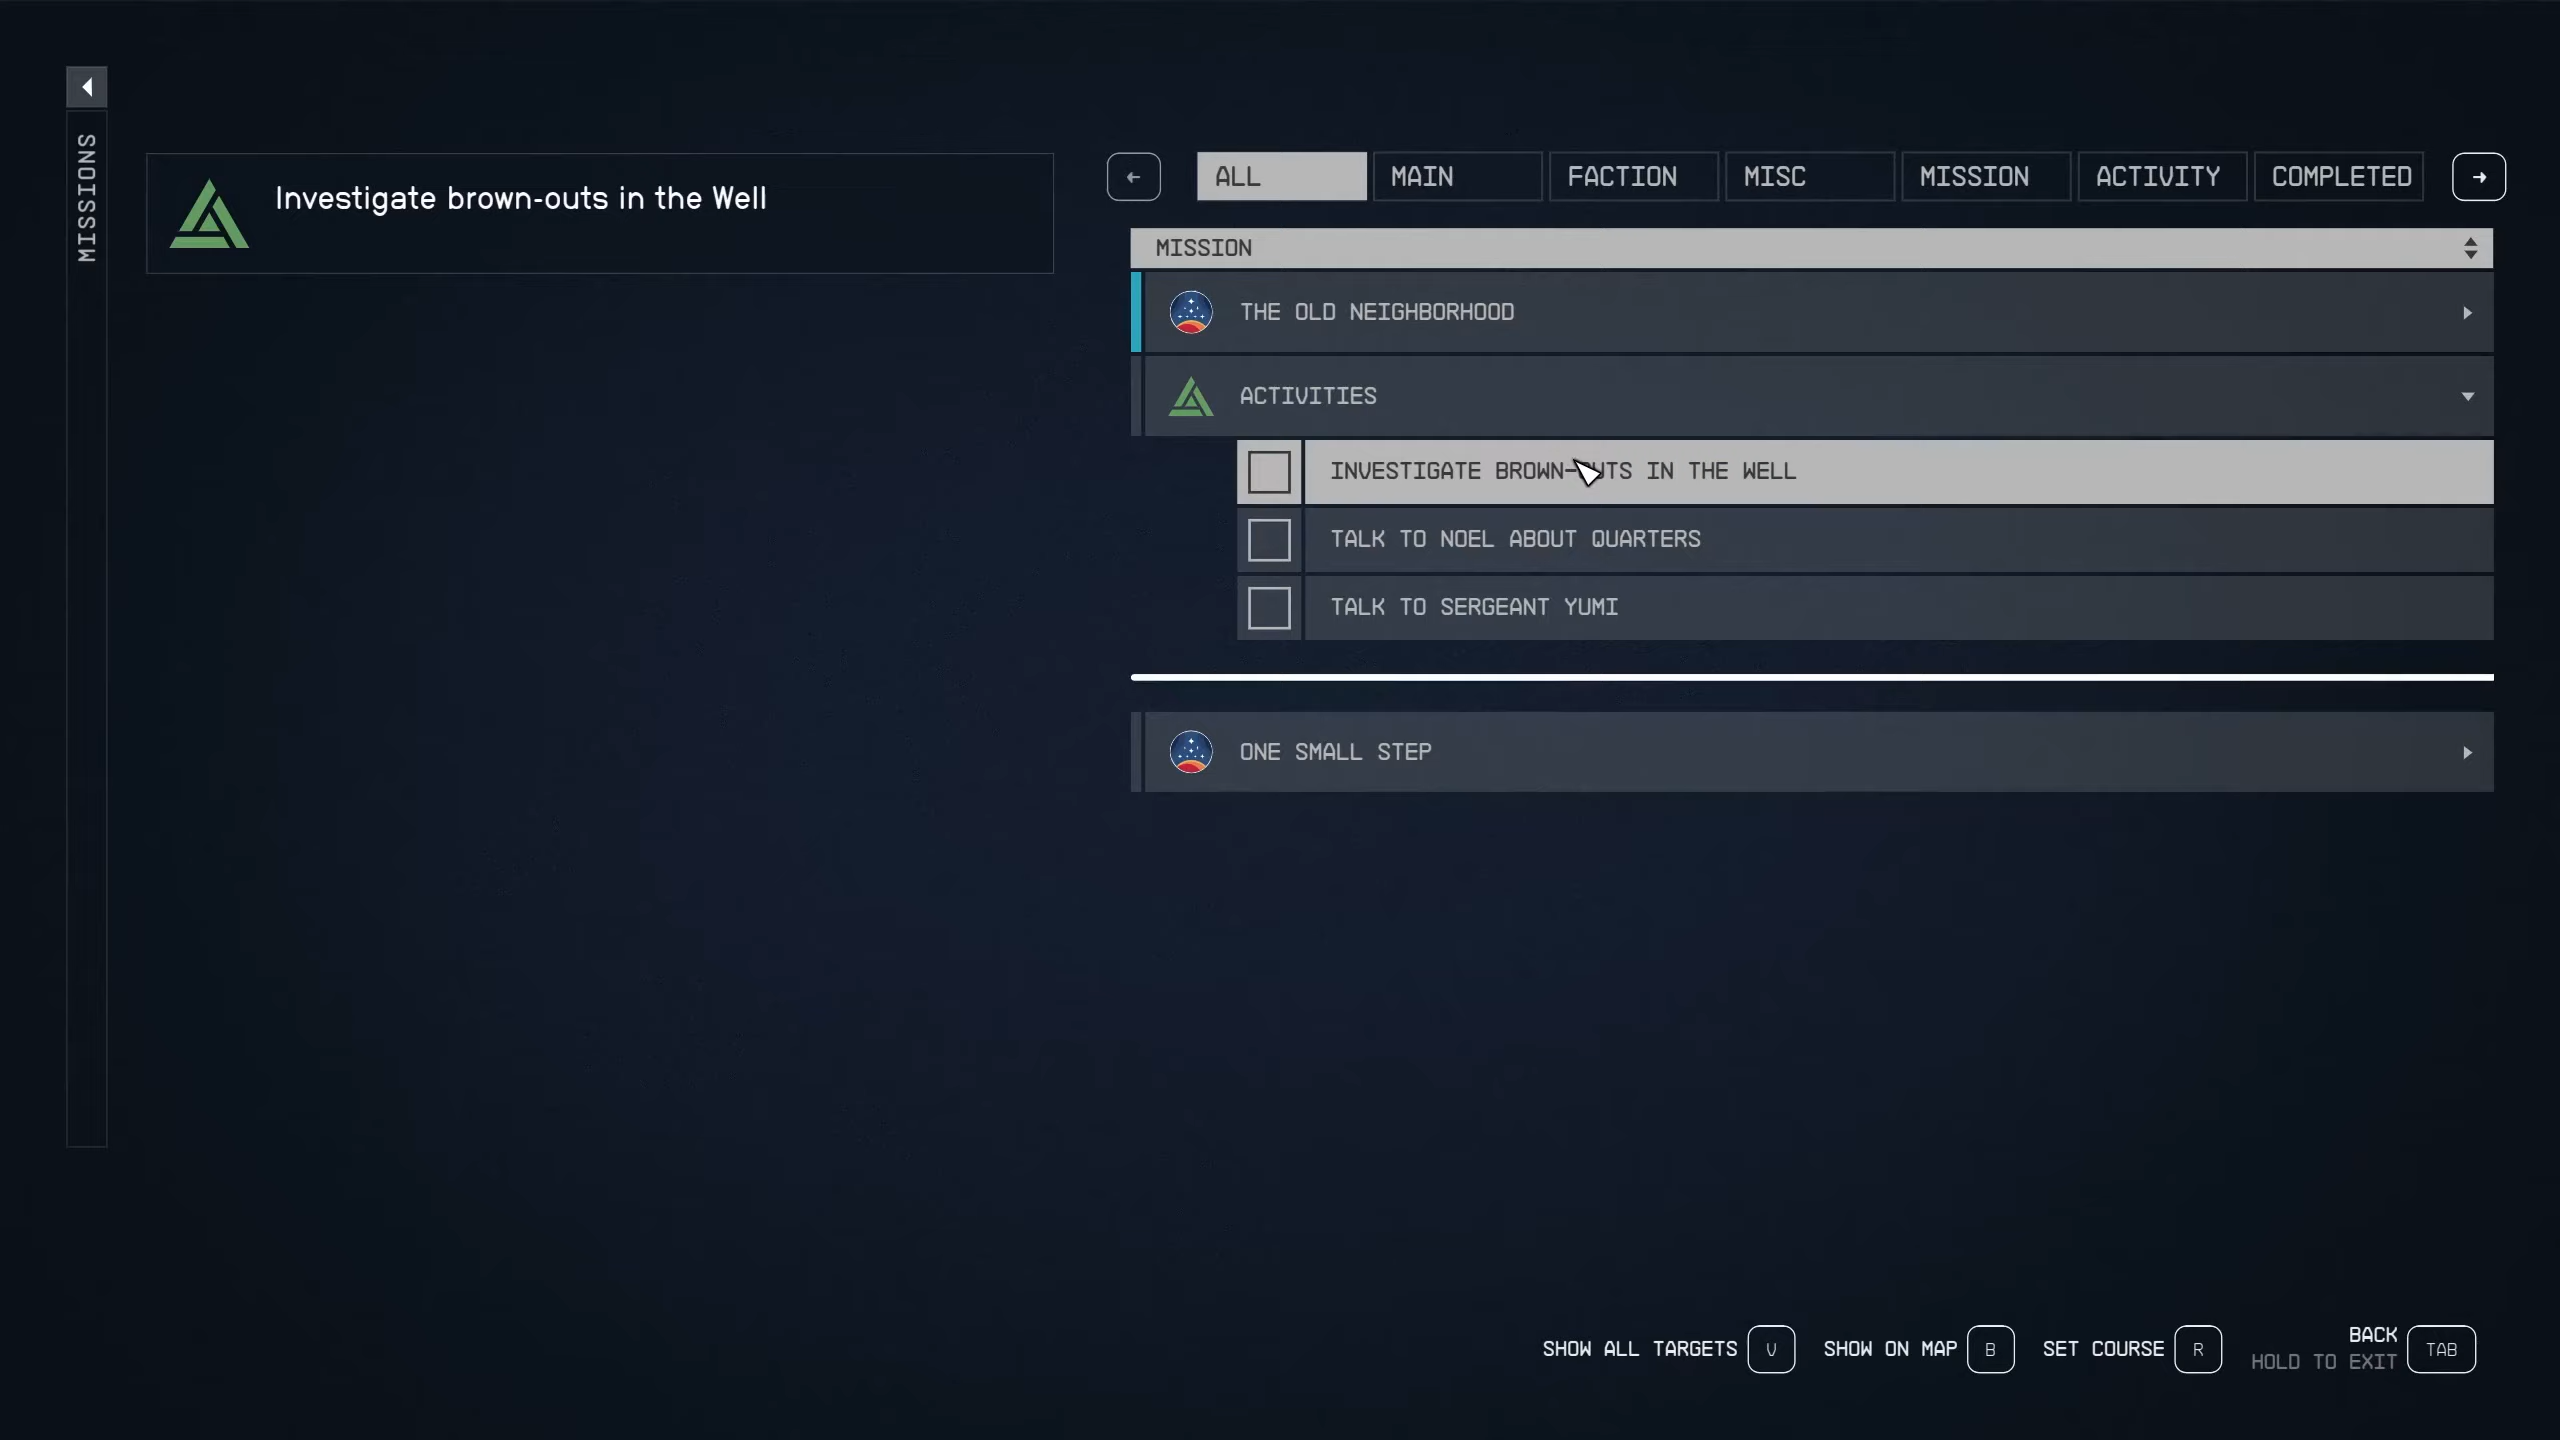 MISSIONS
Investigate brown-outs in the Well
ALL
MAIN
FACTION
MISC
MISSION
ACTIVITY
COMPLETED
MISSION
THE OLD NEIGHBORHOOD
ACTIVITIES
INVESTIGATE BROWN-OUTS IN THE WELL
TALK TO NOEL ABOUT QUARTERS
TALK TO SERGEANT YUMI
ONE SMALL STEP
SHOW ALL TARGETS V
SHOW ON MAP B
SET COURSE R
BACK
HOLD TO EXIT
TAB